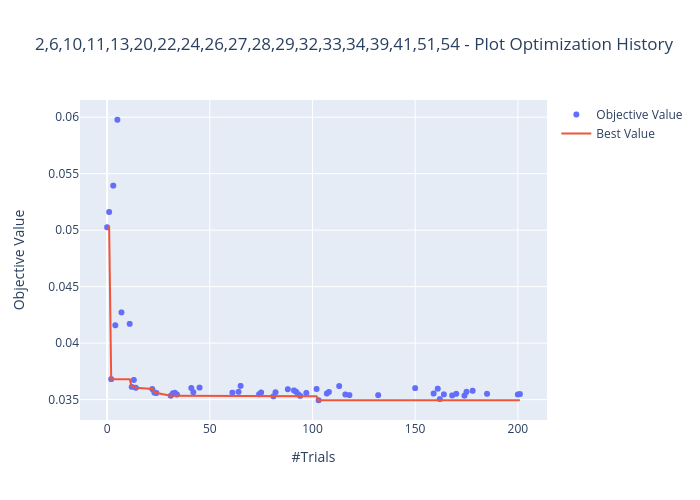 2,6,10,11,13,20,22,24,26,27,28,29,32,33,34,39,41,51,54 - Plot Optimization History
Objective Value
Best Value
0.06
0.055
0.05
0.045
0.04
0.035
Objective Value
0
50
100
150
200
#Trials